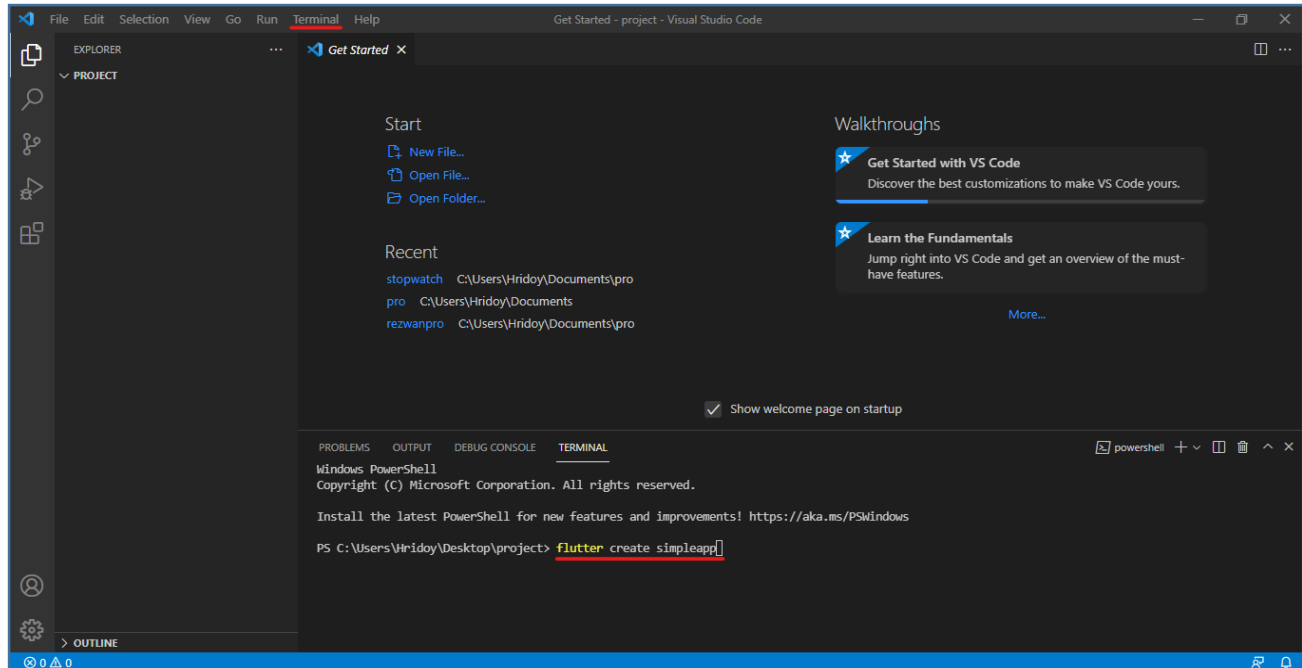 File Edit Selection View Go Run Terminal Help Get Started - project - Visual Studio Code
EXPLORER
Get Started
PROJECT
Start
New File...
Open File...
Open Folder...
Recent
stopwatch C:\Users\Hridoy\Documents\pro
pro C:\Users\Hridoy\Documents
rezwanpro C:\Users\Hridoy\Documents\pro
Walkthroughs
Get Started with VS Code
Discover the best customizations to make VS Code yours.
Learn the Fundamentals
Jump right into VS Code and get an overview of the must-
have features.
More...
Show welcome page on startup
PROBLEMS OUTPUT DEBUG CONSOLE TERMINAL powershell
Windows PowerShell
Copyright (C) Microsoft Corporation. All rights reserved.
Install the latest PowerShell for new features and improvements! https://aka.ms/PSWindows
PS C:\Users\Hridoy\Desktop\project> flutter create simpleapp
OUTLINE
0 0